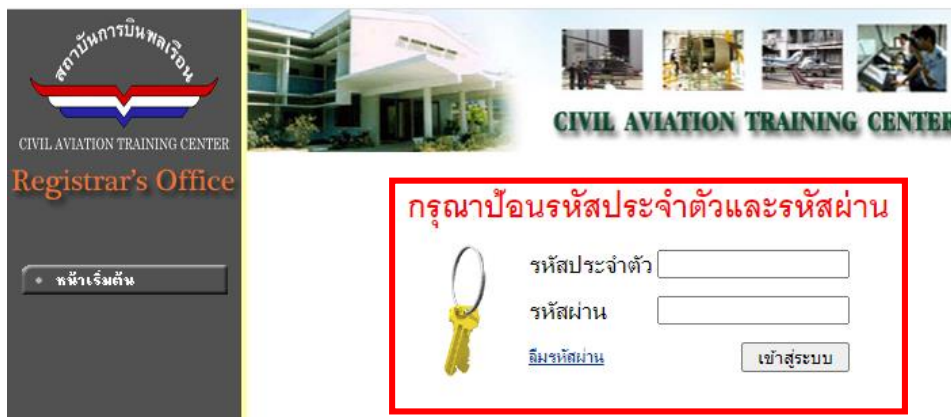 สถาบันการบินพลเรือน
CIVIL AVIATION TRAINING CENTER
Registrar's Office
หน้าเริ่มต้น
CIVIL AVIATION TRAINING CENTER
กรุณาป้อนรหัสประจำตัวและรหัสผ่าน
รหัสประจำตัว
รหัสผ่าน
ลืมรหัสผ่าน
เข้าสู่ระบบ